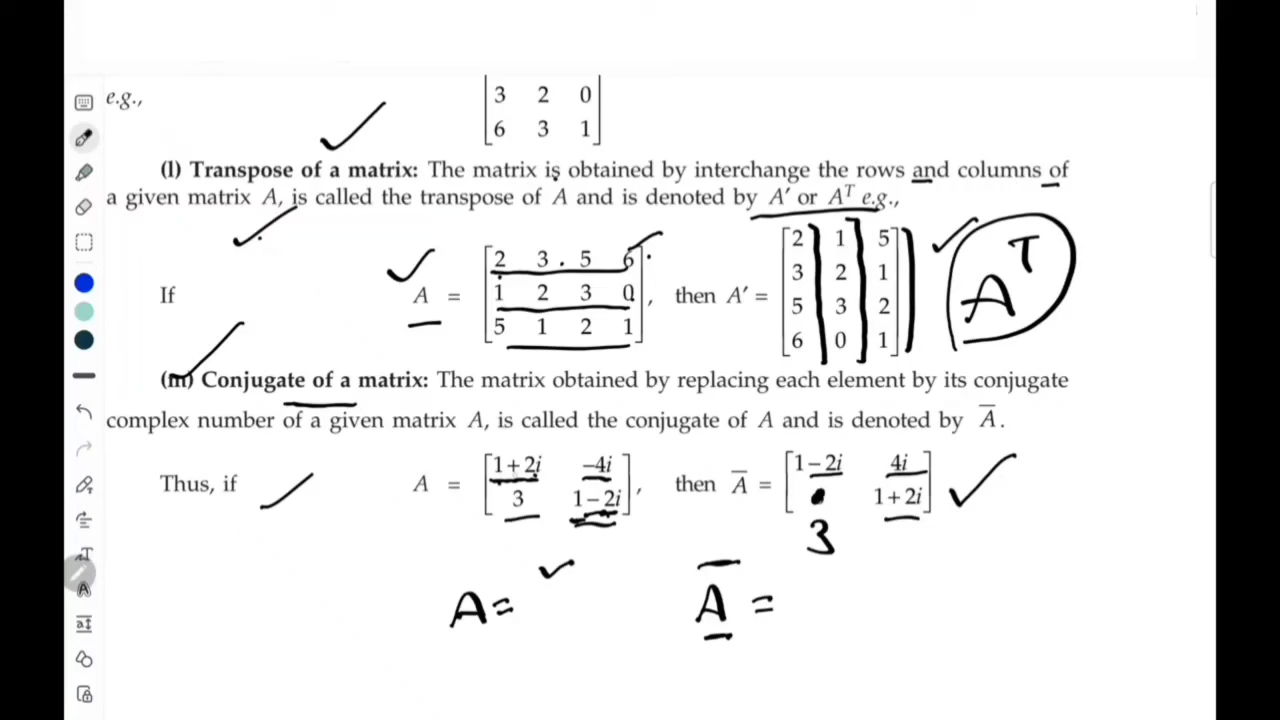 e.g.,
3 2 0
6 3 1
(l) Transpose of a matrix: The matrix is obtained by interchange the rows and columns of
a given matrix A, is called the transpose of A and is denoted by A′ or Aᵀ e.g.,
2 3 5 6 2 1 5
If A = 1 2 3 0 , then A′ = 3 2 1 Aᵀ
5 1 2 1 5 3 2
6 0 1
(m) Conjugate of a matrix: The matrix obtained by replacing each element by its conjugate
complex number of a given matrix A, is called the conjugate of A and is denoted by A̅.
Thus, if A = [1+2i −4i], then A̅ = [1−2i 4i]
3 1−2i 1+2i
3
A= A̅ =